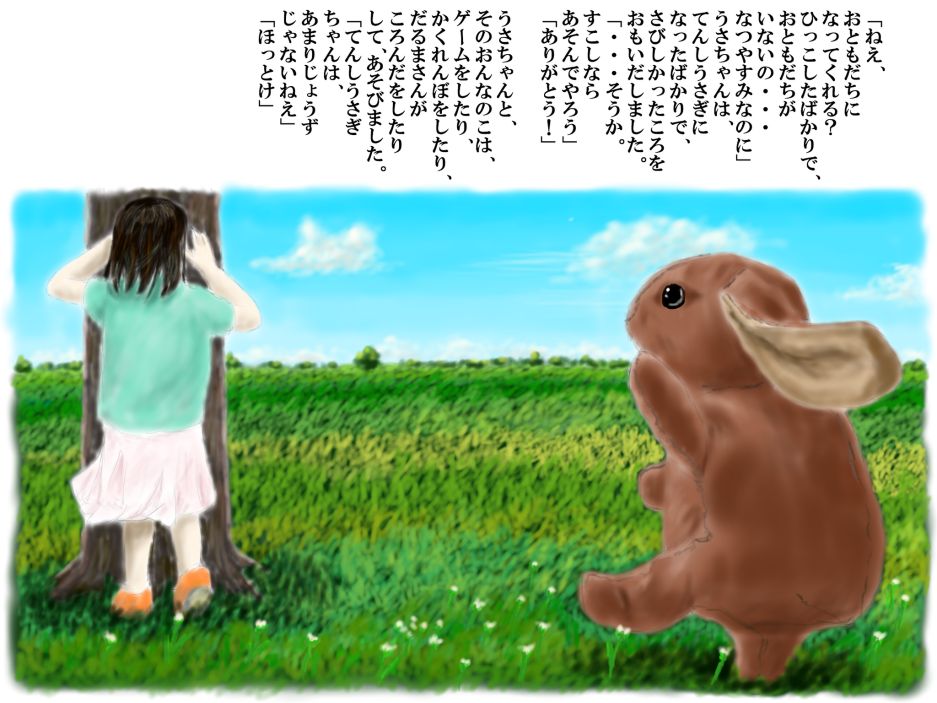 「ねえ、
おともだちに
なってくれる？
ひっこしたばかりで、
おともだちが
いないの・・・
なつやすみなのに」
うさちゃんは、
てんしうさぎに
なったばかりで、
さびしかったころを
おもいだしました。
「・・・そうか。
すこしなら
あそんでやろう」
「ありがとう！」
うさちゃんと、
そのおんなのこは、
ゲームをしたり、
かくれんぼをしたり、
だるまさんが
ころんだをしたり
して、あそびました。
「てんしうさぎ
ちゃんは、
あまりじょうず
じゃないねえ」
「ほっとけ」